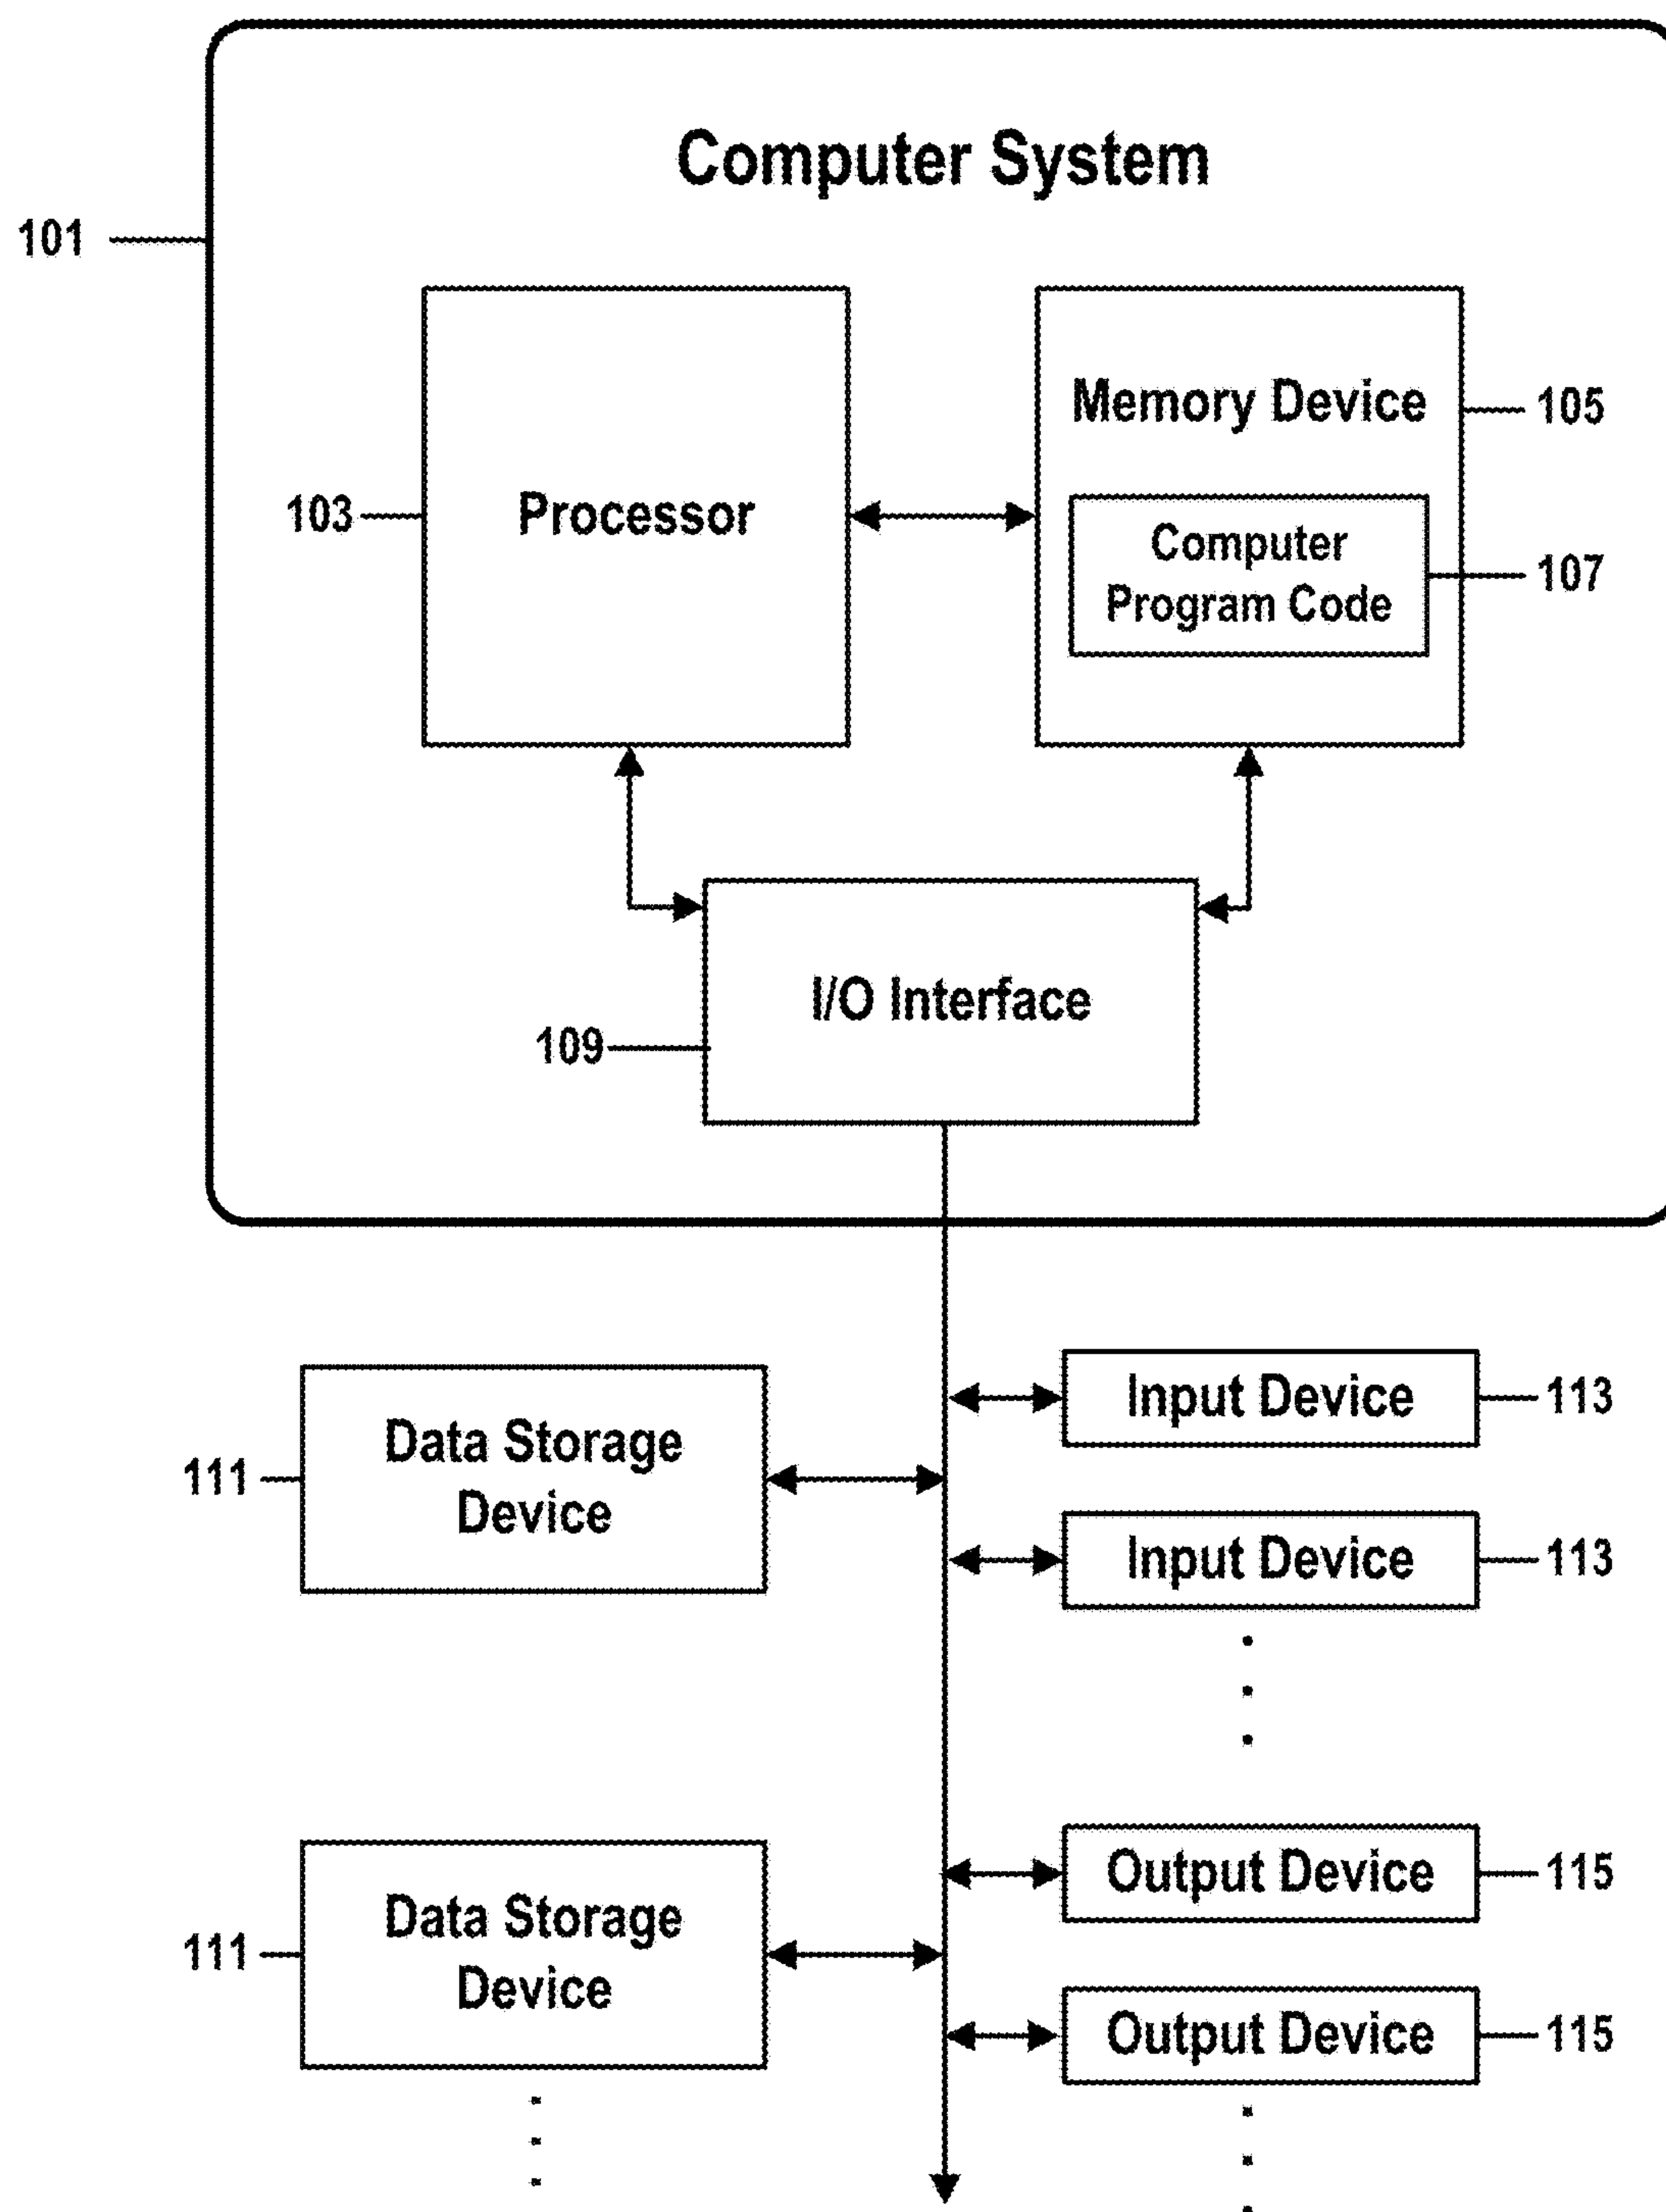 Computer System
101
Processor
103
Memory Device
105
Computer
Program Code
107
I/O Interface
109
Data Storage
Device
111
Input Device
113
Input Device
113
Data Storage
Device
111
Output Device
115
Output Device
115